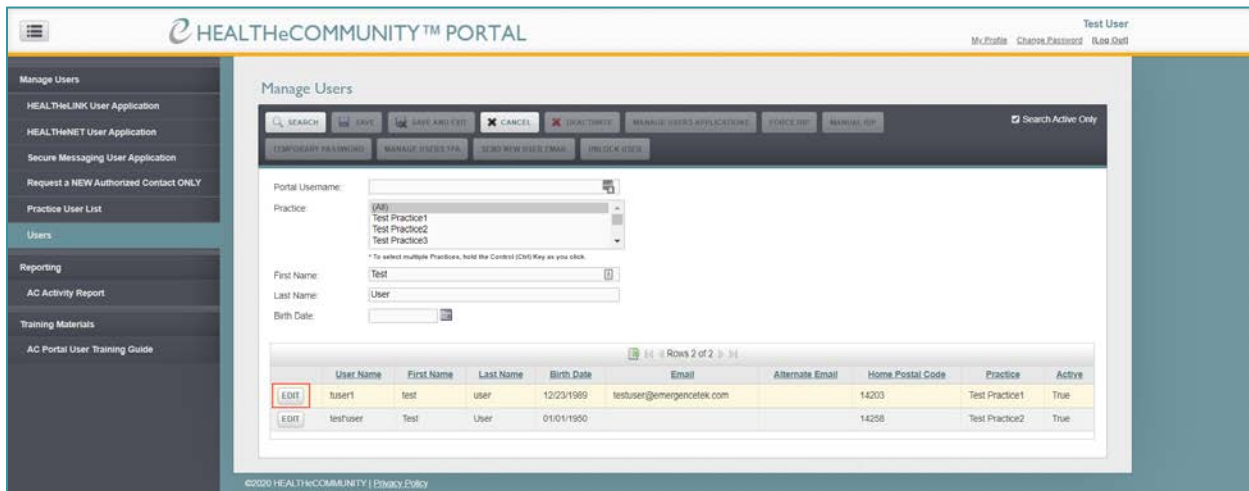 HEALTHeCOMMUNITY™ PORTAL
Test User
My Profile Change Password [Log Out]
Manage Users
HEALTHeLINK User Application
HEALTHeNET User Application
Secure Messaging User Application
Request a NEW Authorized Contact ONLY
Practice User List
Users
Reporting
AC Activity Report
Training Materials
AC Portal User Training Guide
Manage Users
SEARCH SAVE SAVE AND EXIT CANCEL DEACTIVATE MANAGE USERS APPLICATIONS FORCE IDP MANUAL IDP Search Active Only
TEMPORARY PASSWORD MANAGE USERS TFA SEND NEW USER EMAIL UNLOCK USER
Portal Username:
Practice:
(All)
Test Practice1
Test Practice2
Test Practice3
* To select multiple Practices, hold the Control (Ctrl) Key as you click.
First Name: Test
Last Name: User
Birth Date:
Rows 2 of 2
User Name First Name Last Name Birth Date Email Alternate Email Home Postal Code Practice Active
EDIT tuser1 test user 12/23/1989 testuser@emergencetek.com 14203 Test Practice1 True
EDIT test'user Test User 01/01/1950 14258 Test Practice2 True
©2020 HEALTHeCOMMUNITY | Privacy Policy